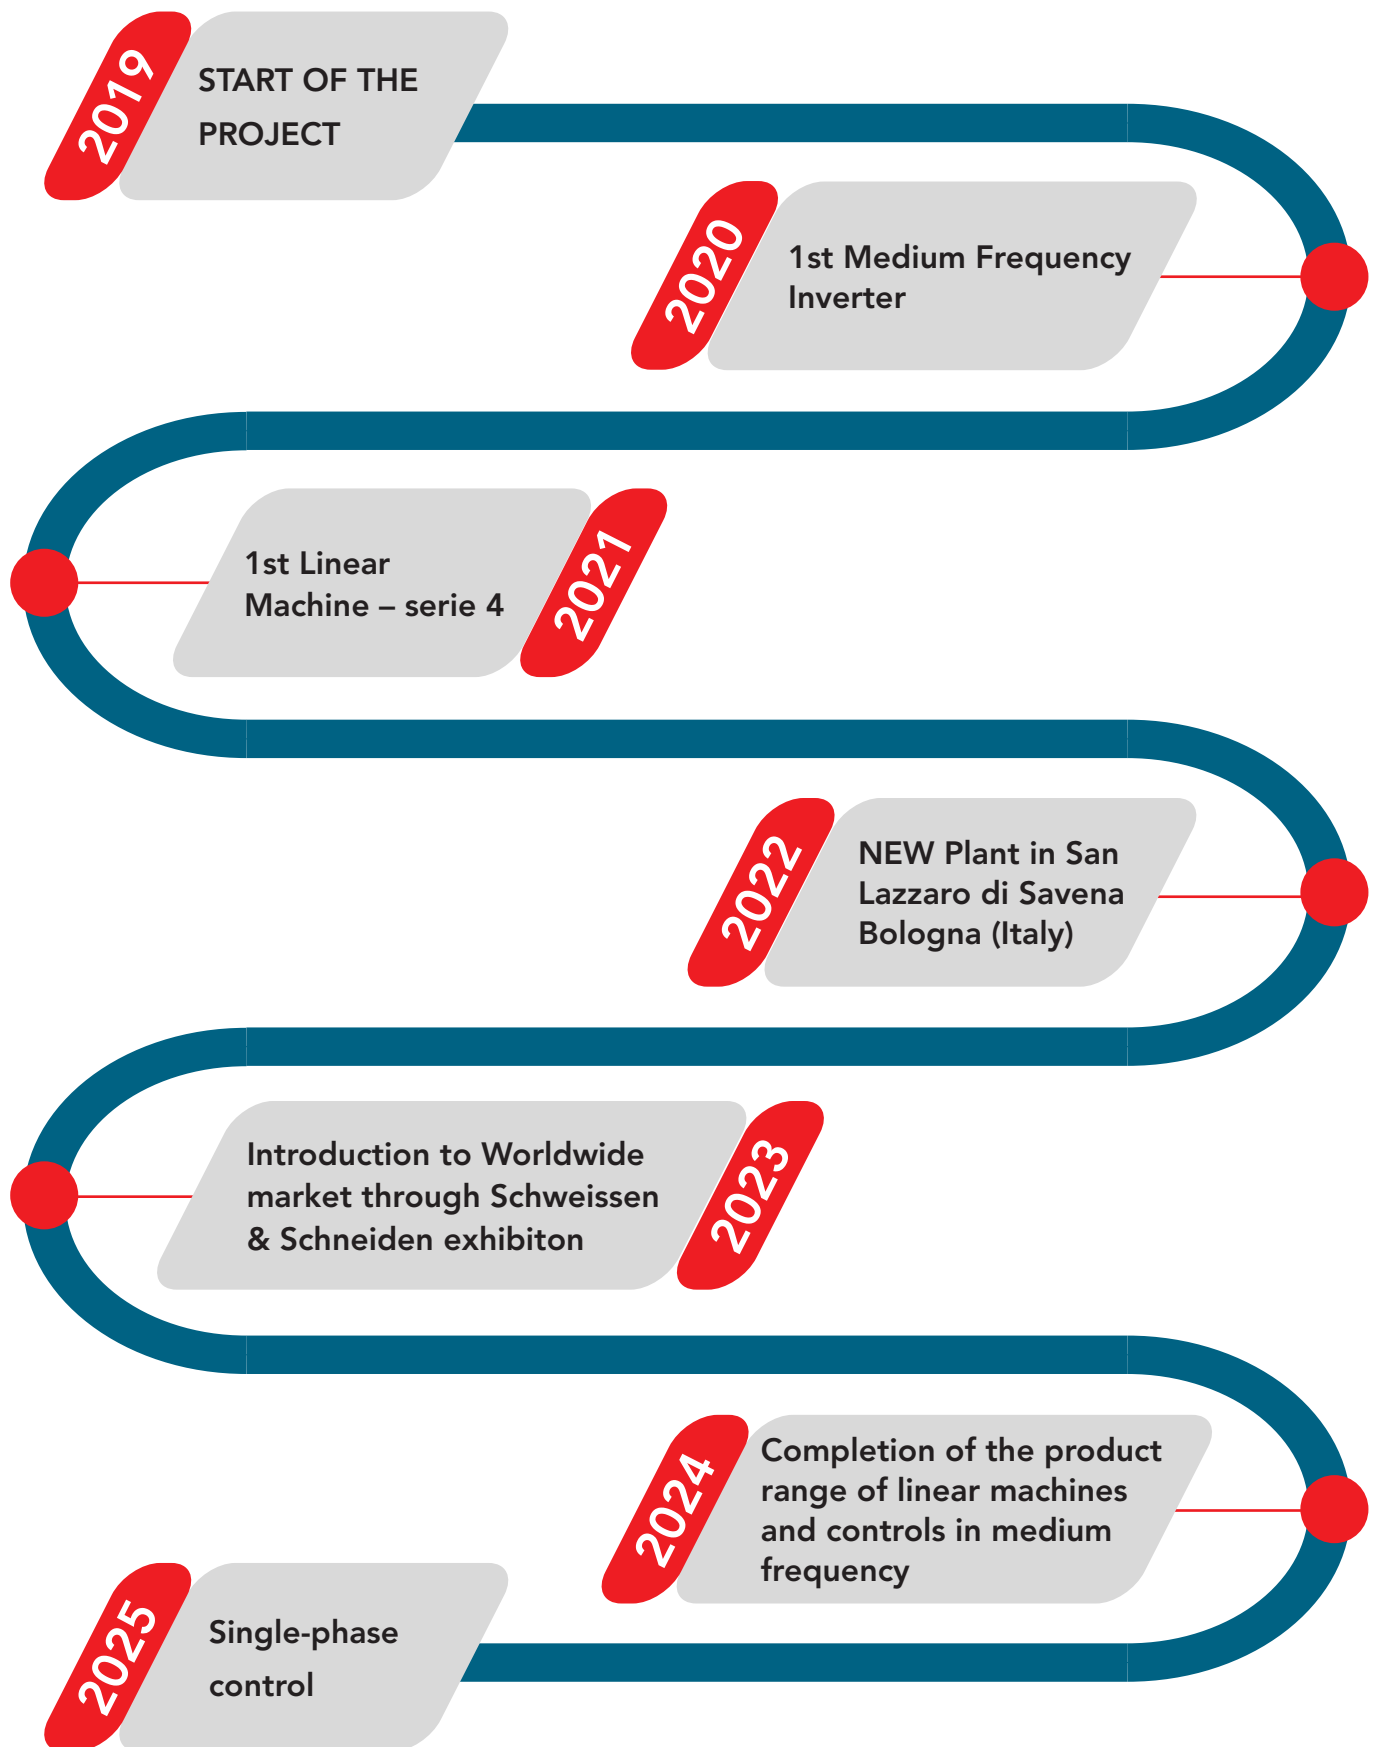 2019
START OF THE
PROJECT
2020
1st Medium Frequency
Inverter
1st Linear
Machine – serie 4
2021
2022
NEW Plant in San
Lazzaro di Savena
Bologna (Italy)
Introduction to Worldwide
market through Schweissen
& Schneiden exhibiton
2023
2024
Completion of the product
range of linear machines
and controls in medium
frequency
2025
Single-phase
control